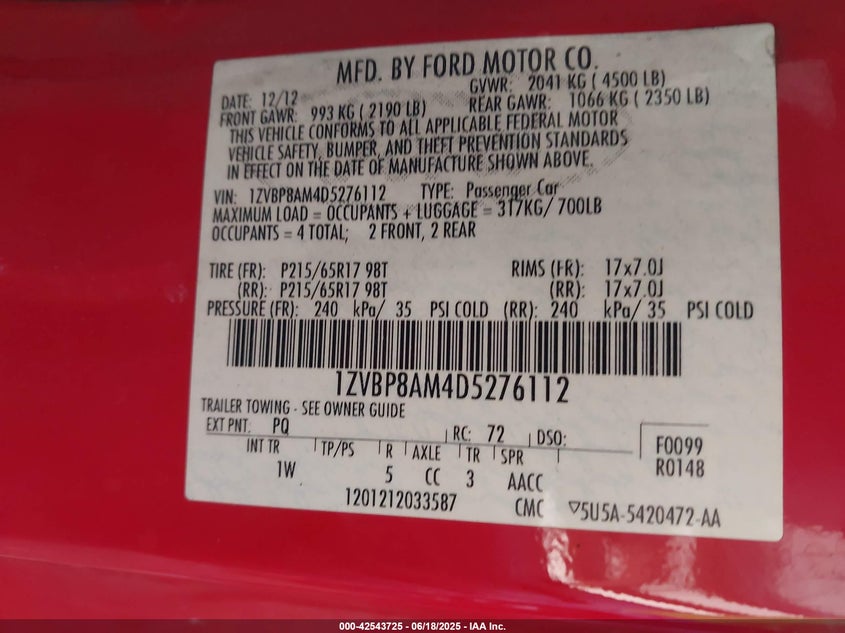 MFD. BY FORD MOTOR CO.
DATE: 12/12 GVWR: 2041 KG ( 4500 LB)
FRONT GAWR: 993 KG ( 2190 LB) REAR GAWR: 1066 KG ( 2350 LB)
THIS VEHICLE CONFORMS TO ALL APPLICABLE FEDERAL MOTOR
VEHICLE SAFETY, BUMPER, AND THEFT PREVENTION STANDARDS
IN EFFECT ON THE DATE OF MANUFACTURE SHOWN ABOVE.
VIN: 1ZVBP8AM4D5276112 TYPE: Passenger Car
MAXIMUM LOAD = OCCUPANTS + LUGGAGE = 317KG/ 700LB
OCCUPANTS = 4 TOTAL; 2 FRONT, 2 REAR
TIRE (FR): P215/65R17 98T RIMS (FR): 17x7.0J
(RR): P215/65R17 98T (RR): 17x7.0J
PRESSURE (FR): 240 kPa/ 35 PSI COLD (RR): 240 kPa/ 35 PSI COLD
1ZVBP8AM4D5276112
TRAILER TOWING - SEE OWNER GUIDE
EXT PNT: PQ RC: 72 DSO: F0099
INT TR TP/PS R AXLE TR SPR R0148
1W 5 CC 3 AACC
1201212033587 CMC ▽5U5A-5420472-AA
000-42543725 - 06/18/2025 - IAA Inc.